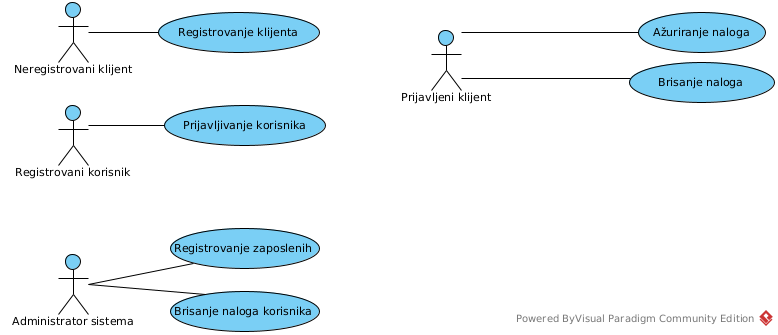 Registrovanje klijenta
Neregistrovani klijent
Ažuriranje naloga
Prijavljeni klijent
Brisanje naloga
Prijavljivanje korisnika
Registrovani korisnik
Registrovanje zaposlenih
Administrator sistema
Brisanje naloga korisnika
Powered ByVisual Paradigm Community Edition